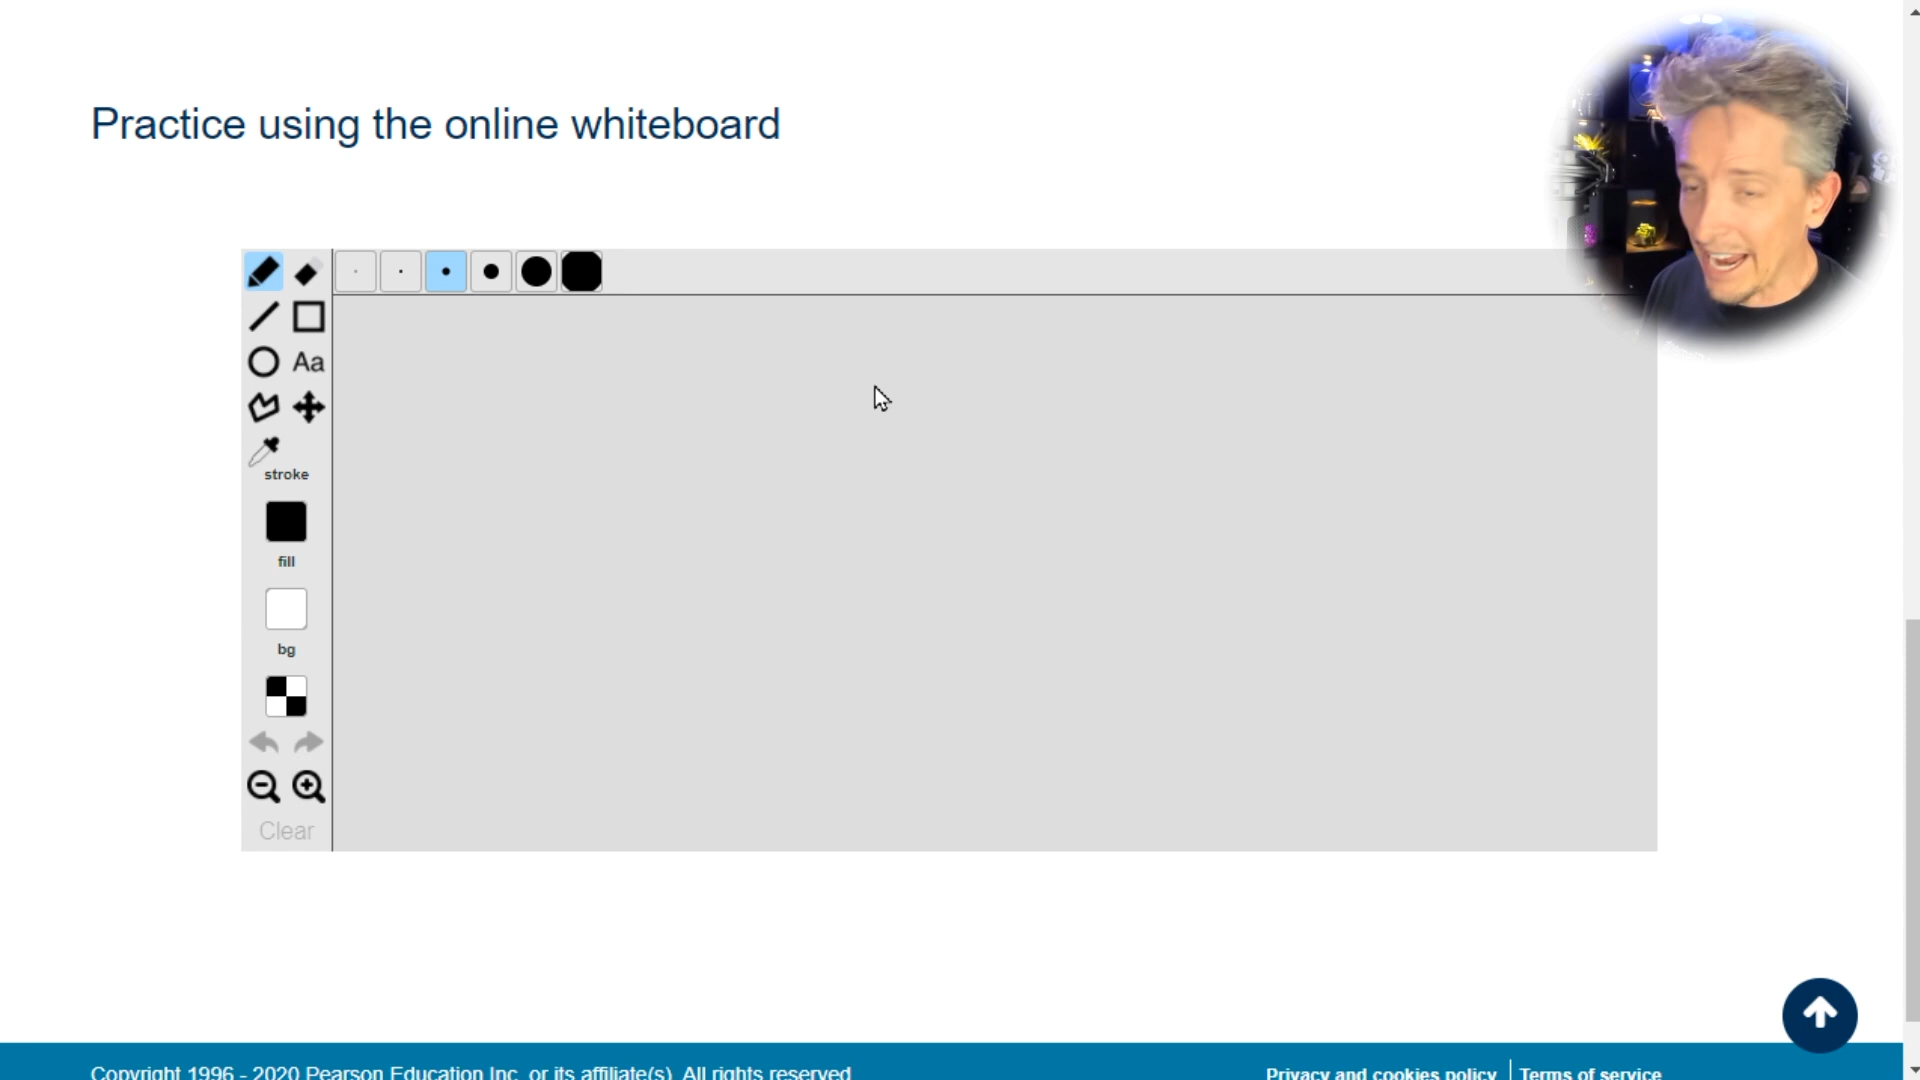 Practice using the online whiteboard
Aa
stroke
fill
bg
Clear
Copyright 1996 - 2020 Pearson Education Inc. or its affiliate(s). All rights reserved.
Privacy and cookies policy | Terms of service